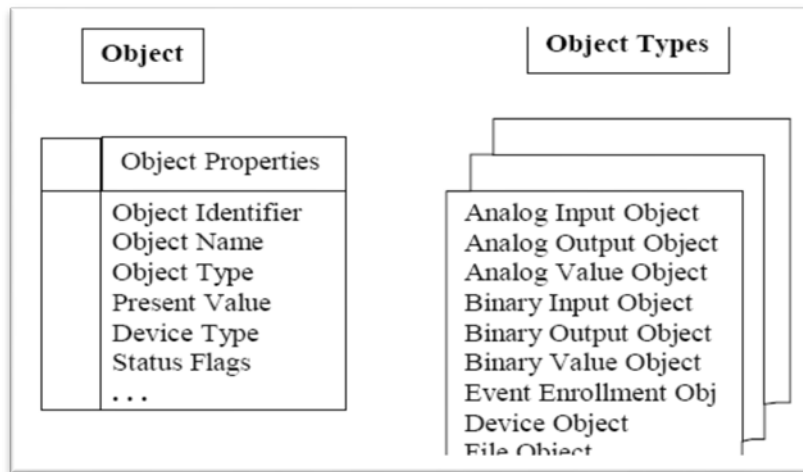 Object
Object Types
Object Properties
Object Identifier
Object Name
Object Type
Present Value
Device Type
Status Flags
. . .
Analog Input Object
Analog Output Object
Analog Value Object
Binary Input Object
Binary Output Object
Binary Value Object
Event Enrollment Obj
Device Object
File Object